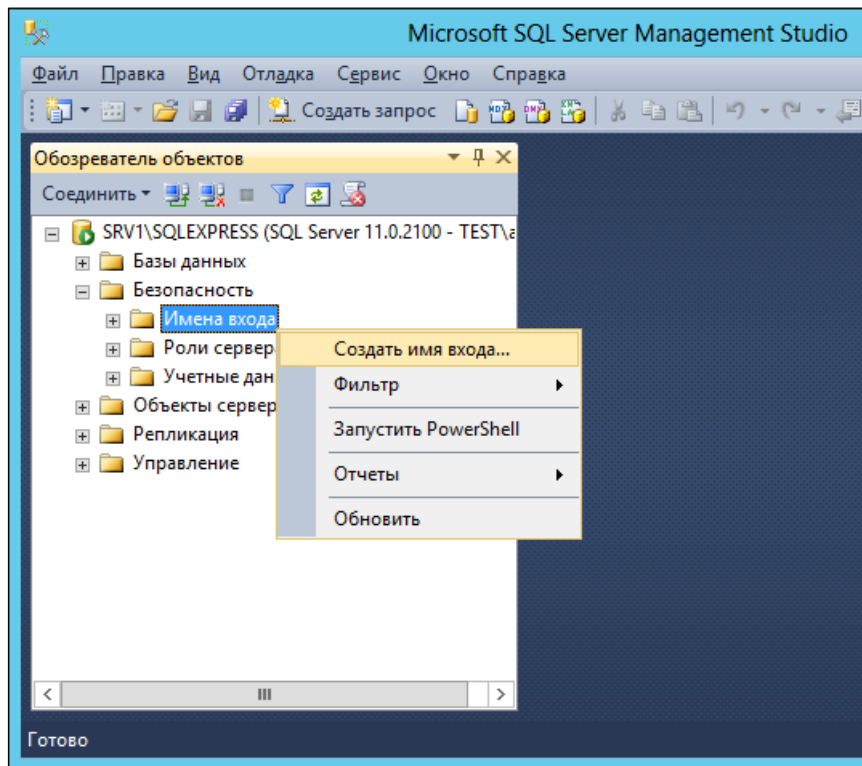 Microsoft SQL Server Management Studio
Файл Правка Вид Отладка Сервис Окно Справка
Создать запрос
Обозреватель объектов
Соединить
SRV1\SQLEXPRESS (SQL Server 11.0.2100 - TEST\a
Базы данных
Безопасность
Имена входа
Роли сервер
Создать имя входа...
Учетные дан
Фильтр
Объекты сервер
Репликация
Запустить PowerShell
Управление
Отчеты
Обновить
Готово